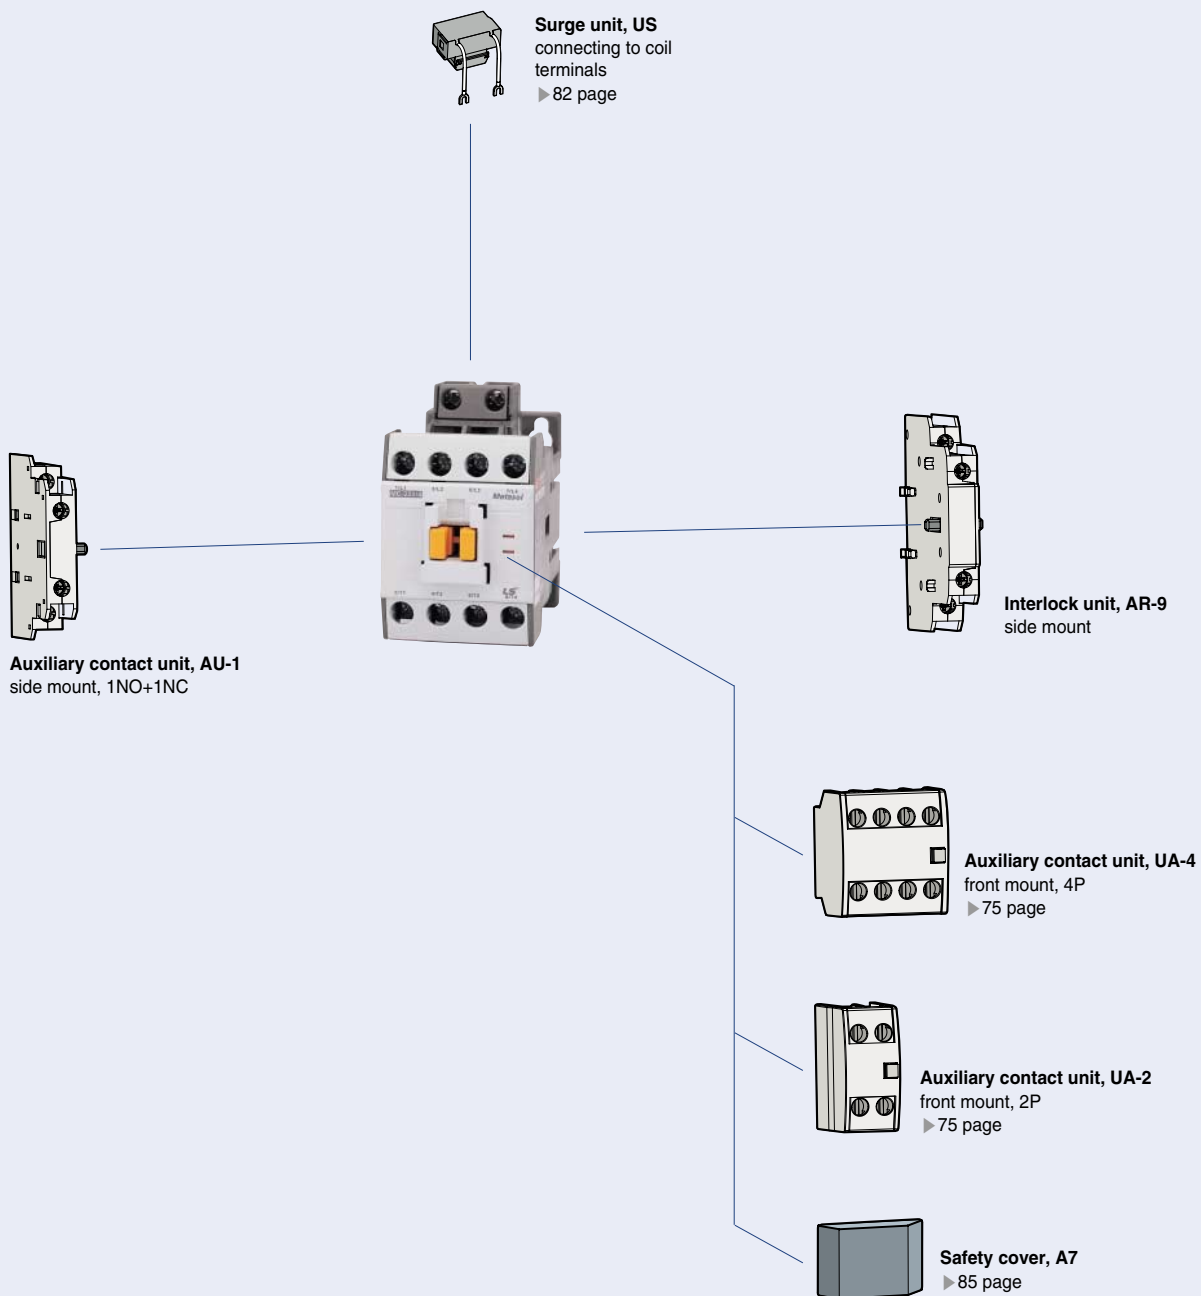 Surge unit, US
connecting to coil
terminals
▶82 page
Metasol
LS
Interlock unit, AR-9
side mount
Auxiliary contact unit, AU-1
side mount, 1NO+1NC
Auxiliary contact unit, UA-4
front mount, 4P
▶75 page
Auxiliary contact unit, UA-2
front mount, 2P
▶75 page
Safety cover, A7
▶85 page